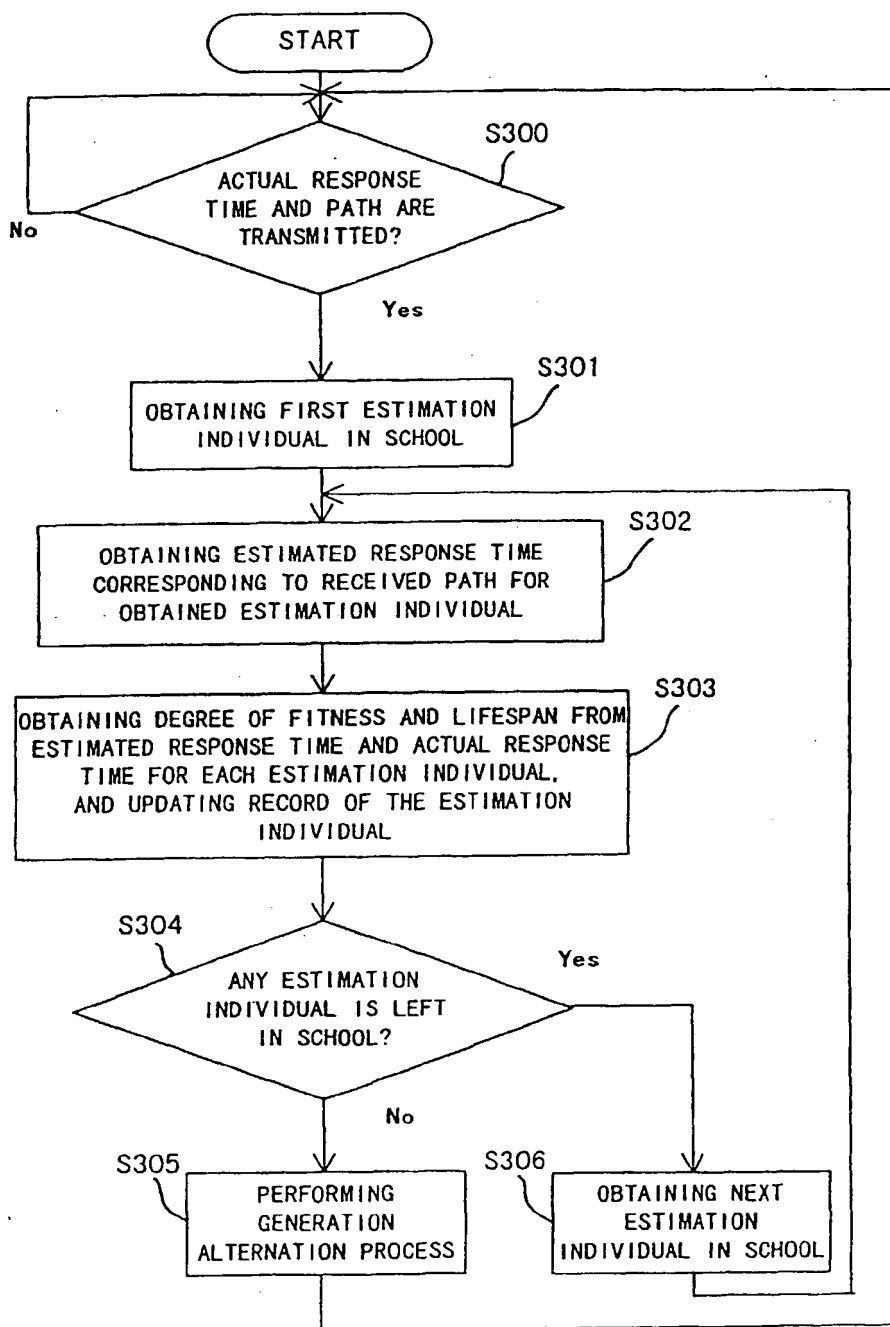 START
S300
ACTUAL RESPONSE
TIME AND PATH ARE
TRANSMITTED?
No
Yes
S301
OBTAINING FIRST ESTIMATION
INDIVIDUAL IN SCHOOL
S302
OBTAINING ESTIMATED RESPONSE TIME
CORRESPONDING TO RECEIVED PATH FOR
OBTAINED ESTIMATION INDIVIDUAL
S303
OBTAINING DEGREE OF FITNESS AND LIFESPAN FROM
ESTIMATED RESPONSE TIME AND ACTUAL RESPONSE
TIME FOR EACH ESTIMATION INDIVIDUAL,
AND UPDATING RECORD OF THE ESTIMATION
INDIVIDUAL
S304
Yes
ANY ESTIMATION
INDIVIDUAL IS LEFT
IN SCHOOL?
No
S305
PERFORMING
GENERATION
ALTERNATION PROCESS
S306
OBTAINING NEXT
ESTIMATION
INDIVIDUAL IN SCHOOL